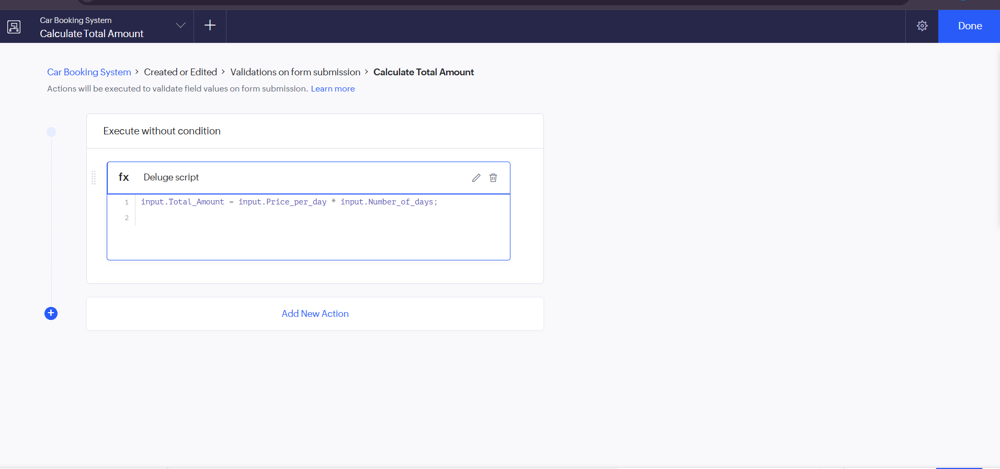 Car Booking System
Calculate Total Amount
Done
Car Booking System > Created or Edited > Validations on form submission > Calculate Total Amount
Actions will be executed to validate field values on form submission. Learn more
Execute without condition
fx Deluge script
1 input.Total_Amount = input.Price_per_day * input.Number_of_days;
2
Add New Action